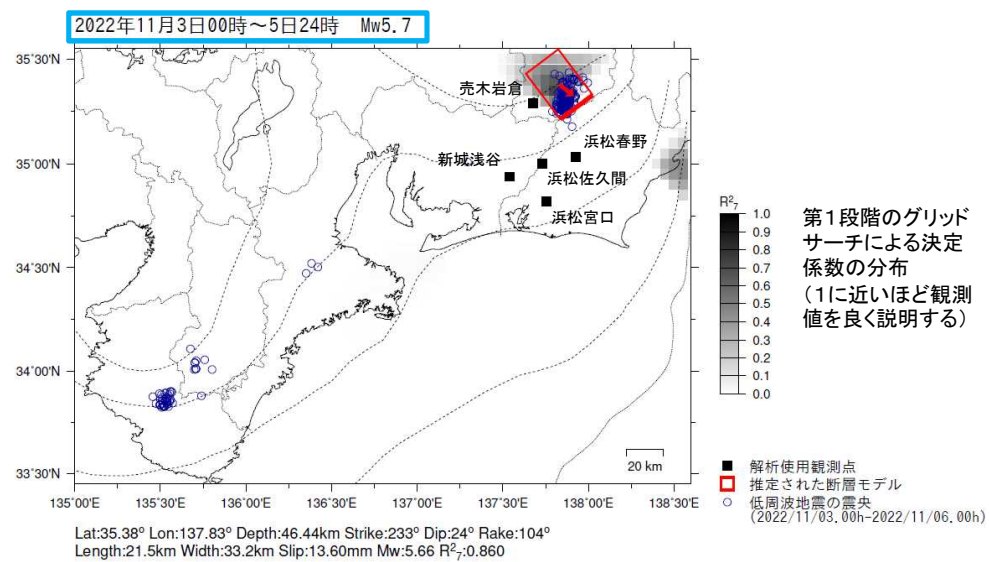 2022年11月3日00時～5日24時　Mw5.7
35°30'N
35°00'N
34°30'N
34°00'N
33°30'N
135°00'E
135°30'E
136°00'E
136°30'E
137°00'E
137°30'E
138°00'E
138°30'E
売木岩倉
浜松春野
新城浅谷
浜松佐久間
浜松宮口
20 km
R²₇
1.0
0.9
0.8
0.7
0.6
0.5
0.4
0.3
0.2
0.1
0.0
第１段階のグリッド
サーチによる決定
係数の分布
（１に近いほど観測
値を良く説明する）
解析使用観測点
推定された断層モデル
低周波地震の震央
(2022/11/03.00h-2022/11/06.00h)
Lat:35.38° Lon:137.83° Depth:46.44km Strike:233° Dip:24° Rake:104°
Length:21.5km Width:33.2km Slip:13.60mm Mw:5.66 R²₇:0.860